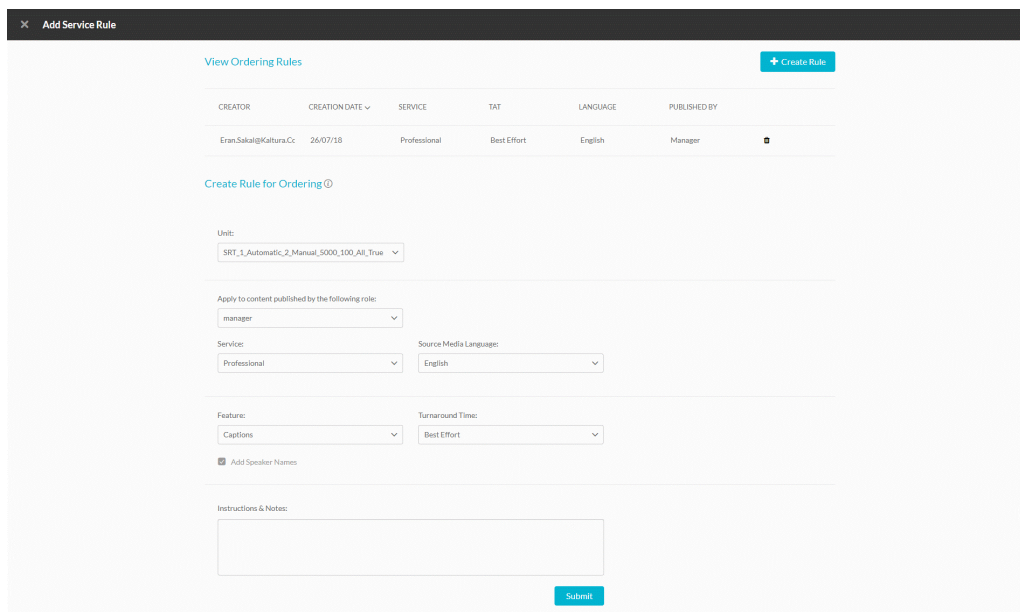 Add Service Rule
View Ordering Rules
Create Rule
CREATOR CREATION DATE SERVICE TAT LANGUAGE PUBLISHED BY
Eran.Sakal@Kaltura.Cc 26/07/18 Professional Best Effort English Manager
Create Rule for Ordering
Unit:
SRT_1_Automatic_2_Manual_5000_100_All_True
Apply to content published by the following role:
manager
Service: Source Media Language:
Professional English
Feature: Turnaround Time:
Captions Best Effort
Add Speaker Names
Instructions & Notes:
Submit